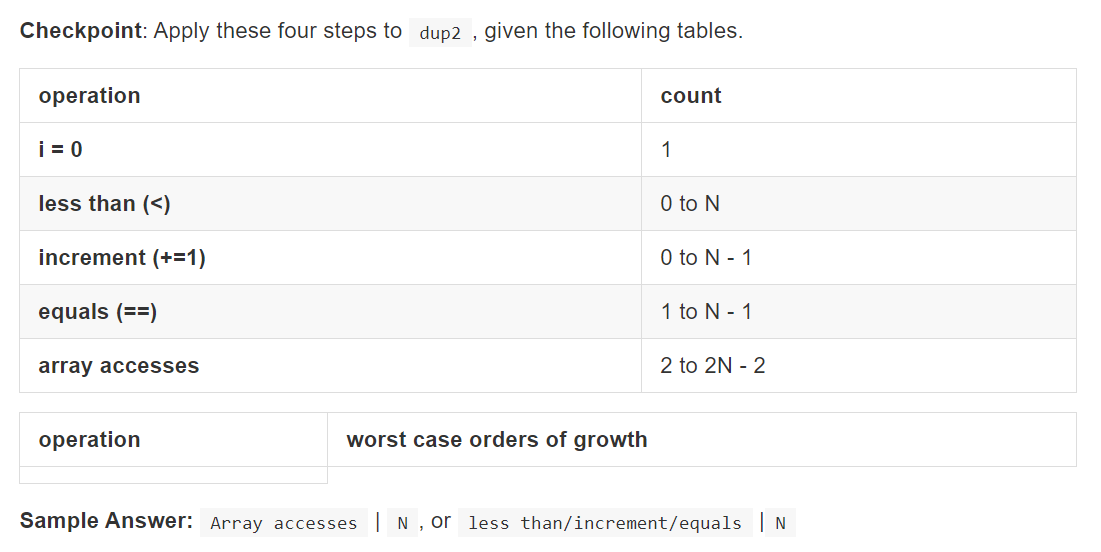 Checkpoint: Apply these four steps to dup2 , given the following tables.
operation count
i = 0 1
less than (<) 0 to N
increment (+=1) 0 to N - 1
equals (==) 1 to N - 1
array accesses 2 to 2N - 2
operation worst case orders of growth
Sample Answer: Array accesses | N , or less than/increment/equals | N